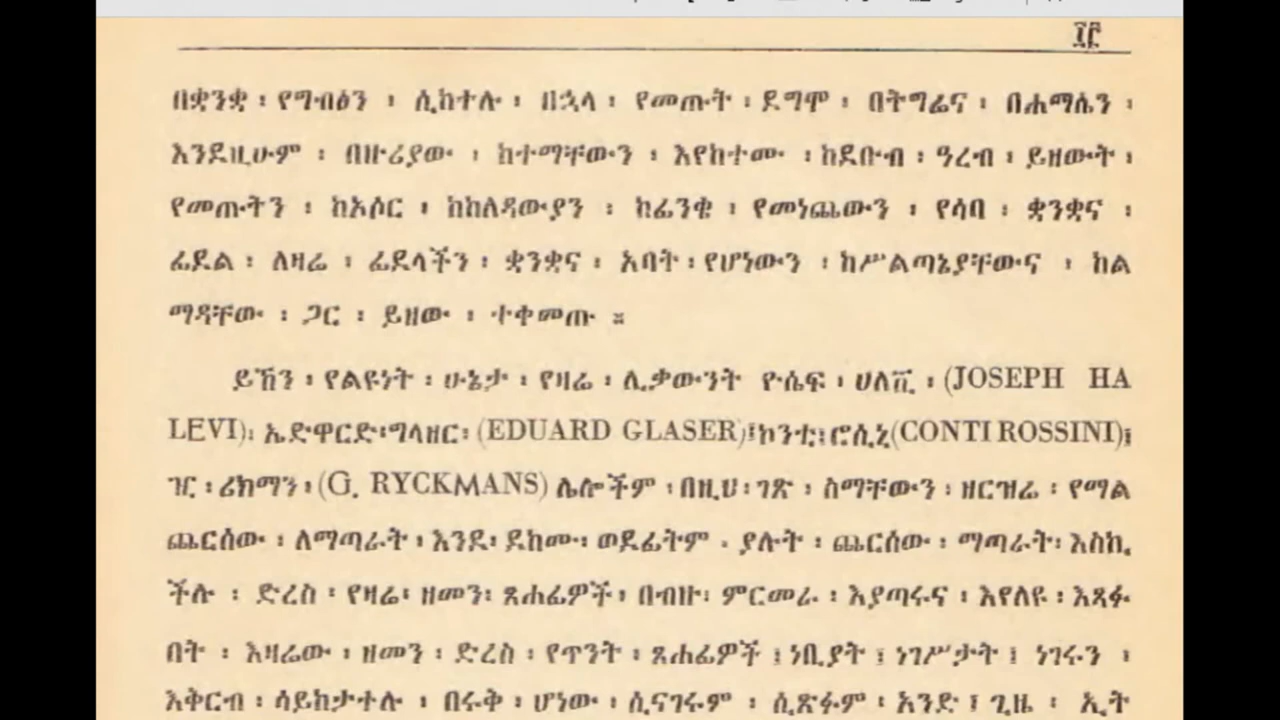 ፲፫
በቋንቋ ፡ የግብፅን ፡ ሲከተሉ ፡ በኋላ ፡ የመጡት ፡ ደግሞ ፡ በትግሬና ፡ በሐማሴን ፡
እንደዚሁም ፡ በዙሪያው ፡ ከተማቸውን ፡ እየከተሙ ፡ ከደቡብ ፡ ዓረብ ፡ ይዘውት ፡
የመጡትን ፡ ከኦሶር ፡ ከከለዳውያን ፡ ከፊንቄ ፡ የመነጨውን ፡ የሳባ ፡ ቋንቋና ፡
ፊደል ፡ ለዛሬ ፡ ፊደላችን ፡ ቋንቋና ፡ አባት ፡ የሆነውን ፡ ከሥልጣኔያቸውና ፡ ከል
ማዳቸው ፡ ጋር ፡ ይዘው ፡ ተቀመጡ ።
ይኸን ፡ የልዩነት ፡ ሁኔታ ፡ የዛሬ ፡ ሊቃውንት ዮሴፍ ፡ ሀለቪ ፡ (JOSEPH HA
LEVI)፡ ኤድዋርድ፡ግላዘር፡ (EDUARD GLASER)፤ኮንቲ፤ሮሲኒ(CONTI ROSSINI)፤
ዢ ፡ ሪክማን ፡ (G. RYCKMANS) ሌሎችም ፡ በዚህ ፡ ገጽ ፡ ስማቸውን ፡ ዘርዝሬ ፡ የማል
ጨርሰው ፡ ለማጣራት ፡ እንደ፡ ደከሙ፡ ወደፊትም ፡ ያሉት ፡ ጨርሰው ፡ ማጣራት፡ እስኪ
ችሉ ፡ ድረስ ፡ የዛሬ፡ ዘመን፡ ጸሐፊዎች፡ በብዙ፡ ምርመራ ፡ እያጣሩና ፡ እየለዩ ፡ እጻፉ
በት ፡ እዛሬው ፡ ዘመን ፡ ድረስ ፡ የጥንት ፡ ጸሐፊዎች ፤ ነቢያት ፤ ነገሥታት ፤ ነገሩን ፡
እቅርብ ፡ ሳይከታተሉ ፡ በሩቅ ፡ ሆነው ፡ ሲናገሩም ፡ ሲጽፉም ፡ አንድ ፤ ጊዜ ፡ ኢት